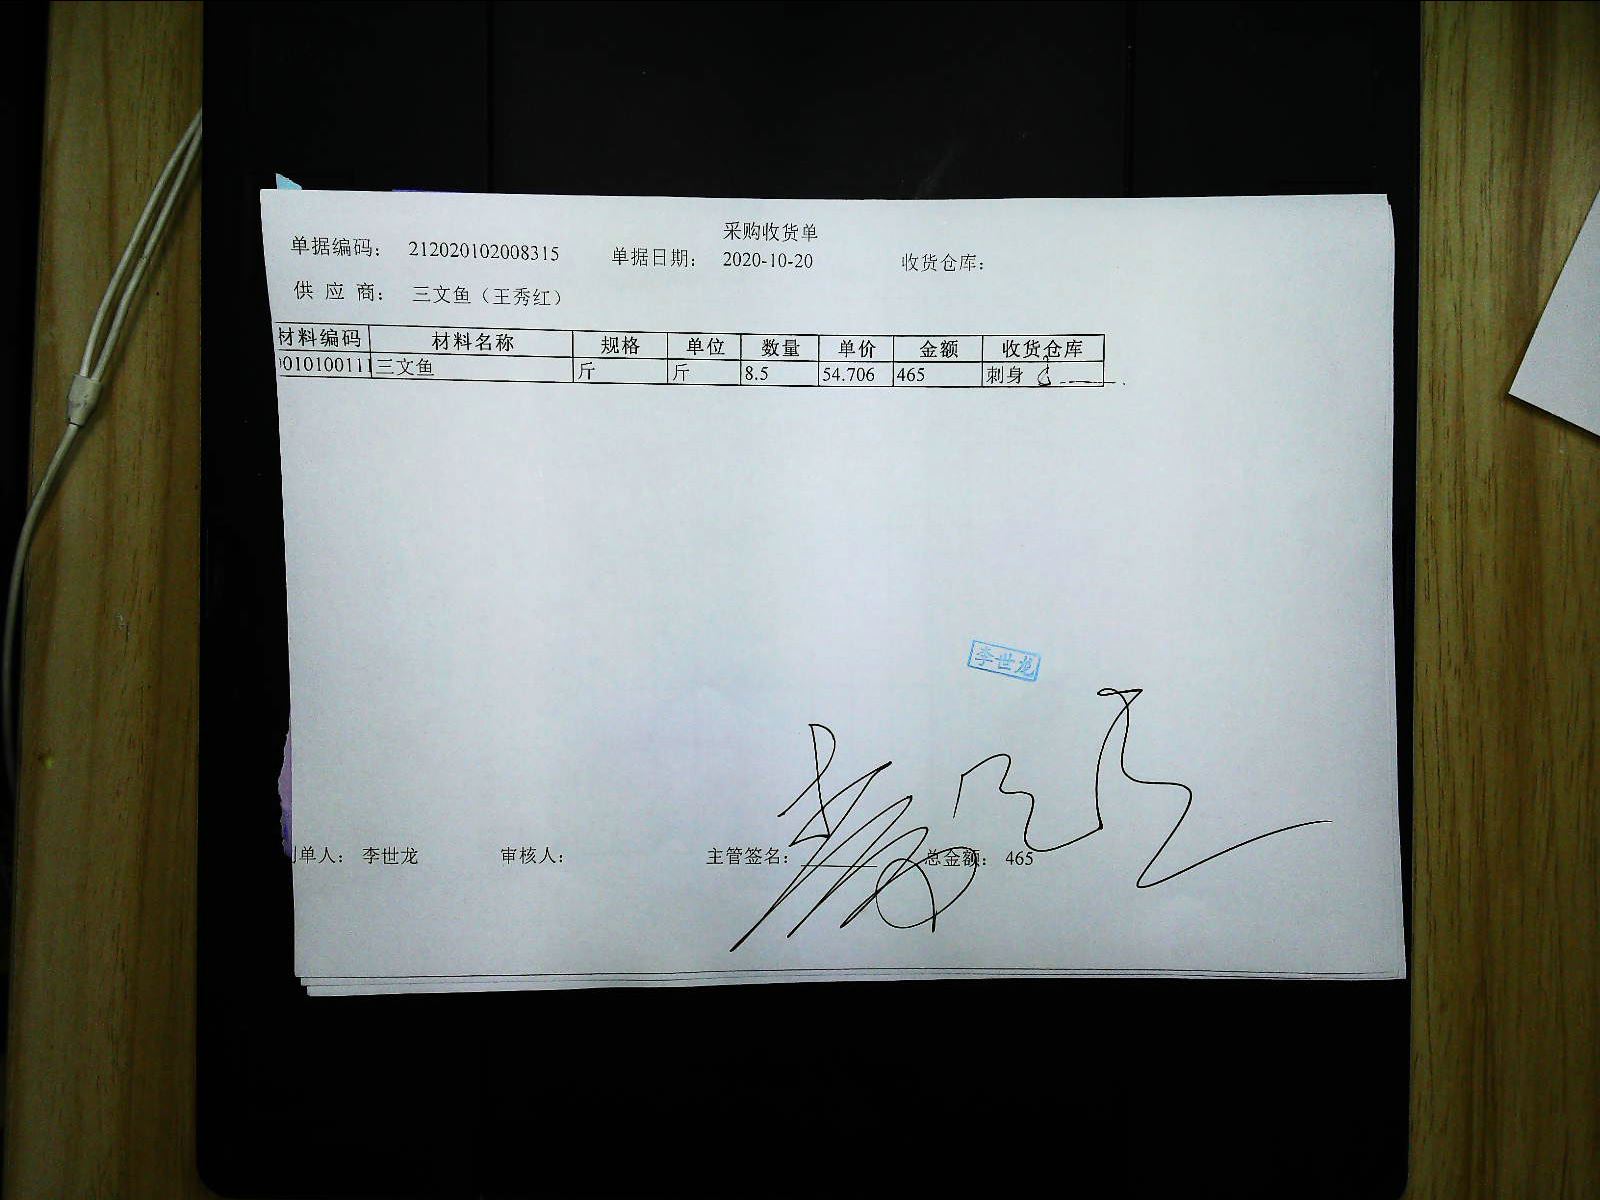 采购收货单
单据编码： 212020102008315 单据日期： 2020-10-20 收货仓库：
供 应 商： 三文鱼（王秀红）
材料编码 材料名称 规格 单位 数量 单价 金额 收货仓库
010100111 三文鱼 斤 斤 8.5 54.706 465 刺身
李世龙
制单人： 李世龙 审核人： 主管签名： 总金额： 465